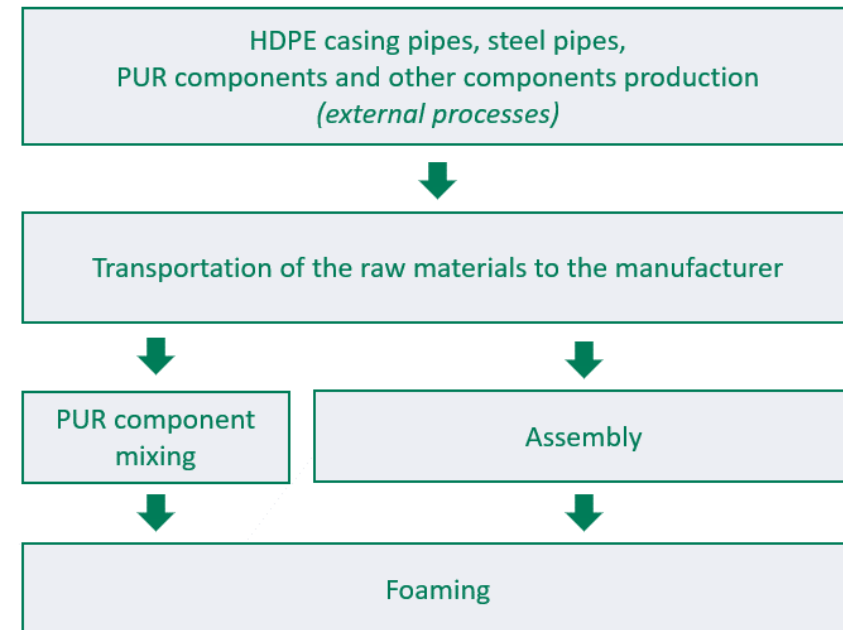 HDPE casing pipes, steel pipes,
PUR components and other components production
(external processes)
Transportation of the raw materials to the manufacturer
PUR component
mixing
Assembly
Foaming